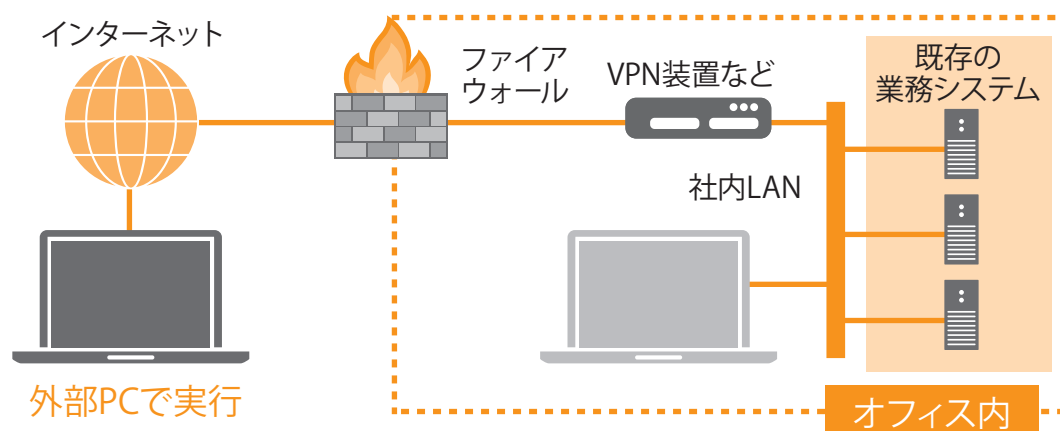 インターネット
ファイア
ウォール
VPN装置など
既存の
業務システム
社内LAN
外部PCで実行
オフィス内